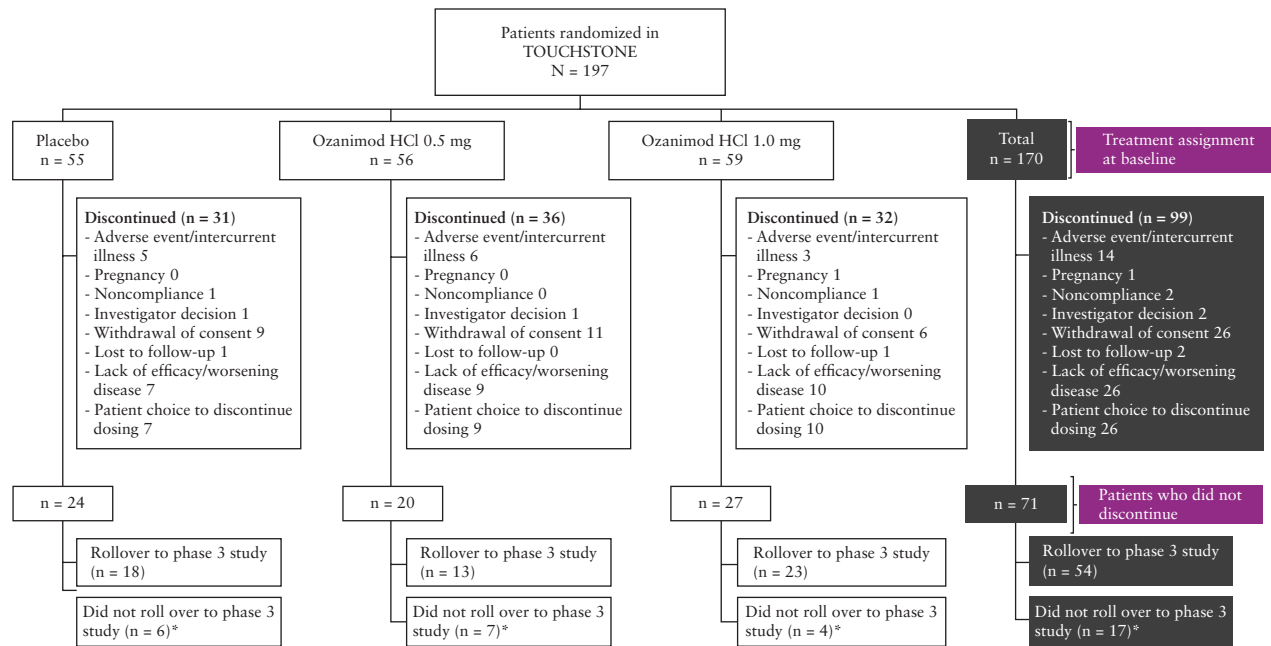 Patients randomized in
TOUCHSTONE
N = 197
Placebo
n = 55
Ozanimod HCl 0.5 mg
n = 56
Ozanimod HCl 1.0 mg
n = 59
Total
n = 170
Treatment assignment
at baseline
Discontinued (n = 31)
- Adverse event/intercurrent
illness 5
- Pregnancy 0
- Noncompliance 1
- Investigator decision 1
- Withdrawal of consent 9
- Lost to follow-up 1
- Lack of efficacy/worsening
disease 7
- Patient choice to discontinue
dosing 7
Discontinued (n = 36)
- Adverse event/intercurrent
illness 6
- Pregnancy 0
- Noncompliance 0
- Investigator decision 1
- Withdrawal of consent 11
- Lost to follow-up 0
- Lack of efficacy/worsening
disease 9
- Patient choice to discontinue
dosing 9
Discontinued (n = 32)
- Adverse event/intercurrent
illness 3
- Pregnancy 1
- Noncompliance 1
- Investigator decision 0
- Withdrawal of consent 6
- Lost to follow-up 1
- Lack of efficacy/worsening
disease 10
- Patient choice to discontinue
dosing 10
Discontinued (n = 99)
- Adverse event/intercurrent
illness 14
- Pregnancy 1
- Noncompliance 2
- Investigator decision 2
- Withdrawal of consent 26
- Lost to follow-up 2
- Lack of efficacy/worsening
disease 26
- Patient choice to discontinue
dosing 26
n = 24
n = 20
n = 27
n = 71
Patients who did not
discontinue
Rollover to phase 3 study
(n = 18)
Rollover to phase 3 study
(n = 13)
Rollover to phase 3 study
(n = 23)
Rollover to phase 3 study
(n = 54)
Did not roll over to phase 3
study (n = 6)*
Did not roll over to phase 3
study (n = 7)*
Did not roll over to phase 3
study (n = 4)*
Did not roll over to phase 3
study (n = 17)*